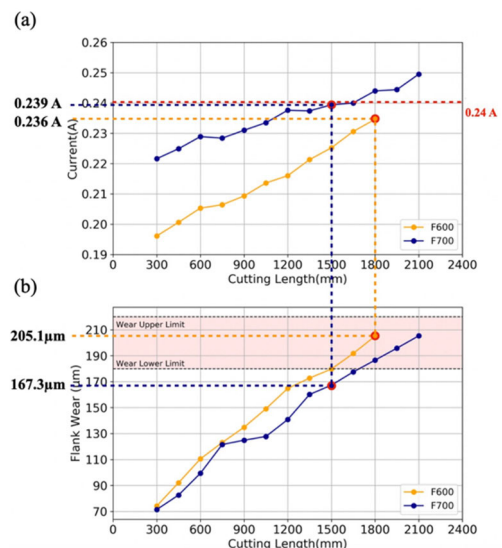 (a)
0.26
0.25
0.24
0.23
0.22
0.21
0.20
0.19
Current(A)
0.239 A
0.236 A
0.24 A
F600
F700
300 600 900 1200 1500 1800 2100 2400
Cutting Length(mm)
(b)
210
190
170
150
130
110
90
70
Flank Wear (μm)
205.1μm
167.3μm
Wear Upper Limit
Wear Lower Limit
F600
F700
300 600 900 1200 1500 1800 2100 2400
Cutting Length(mm)